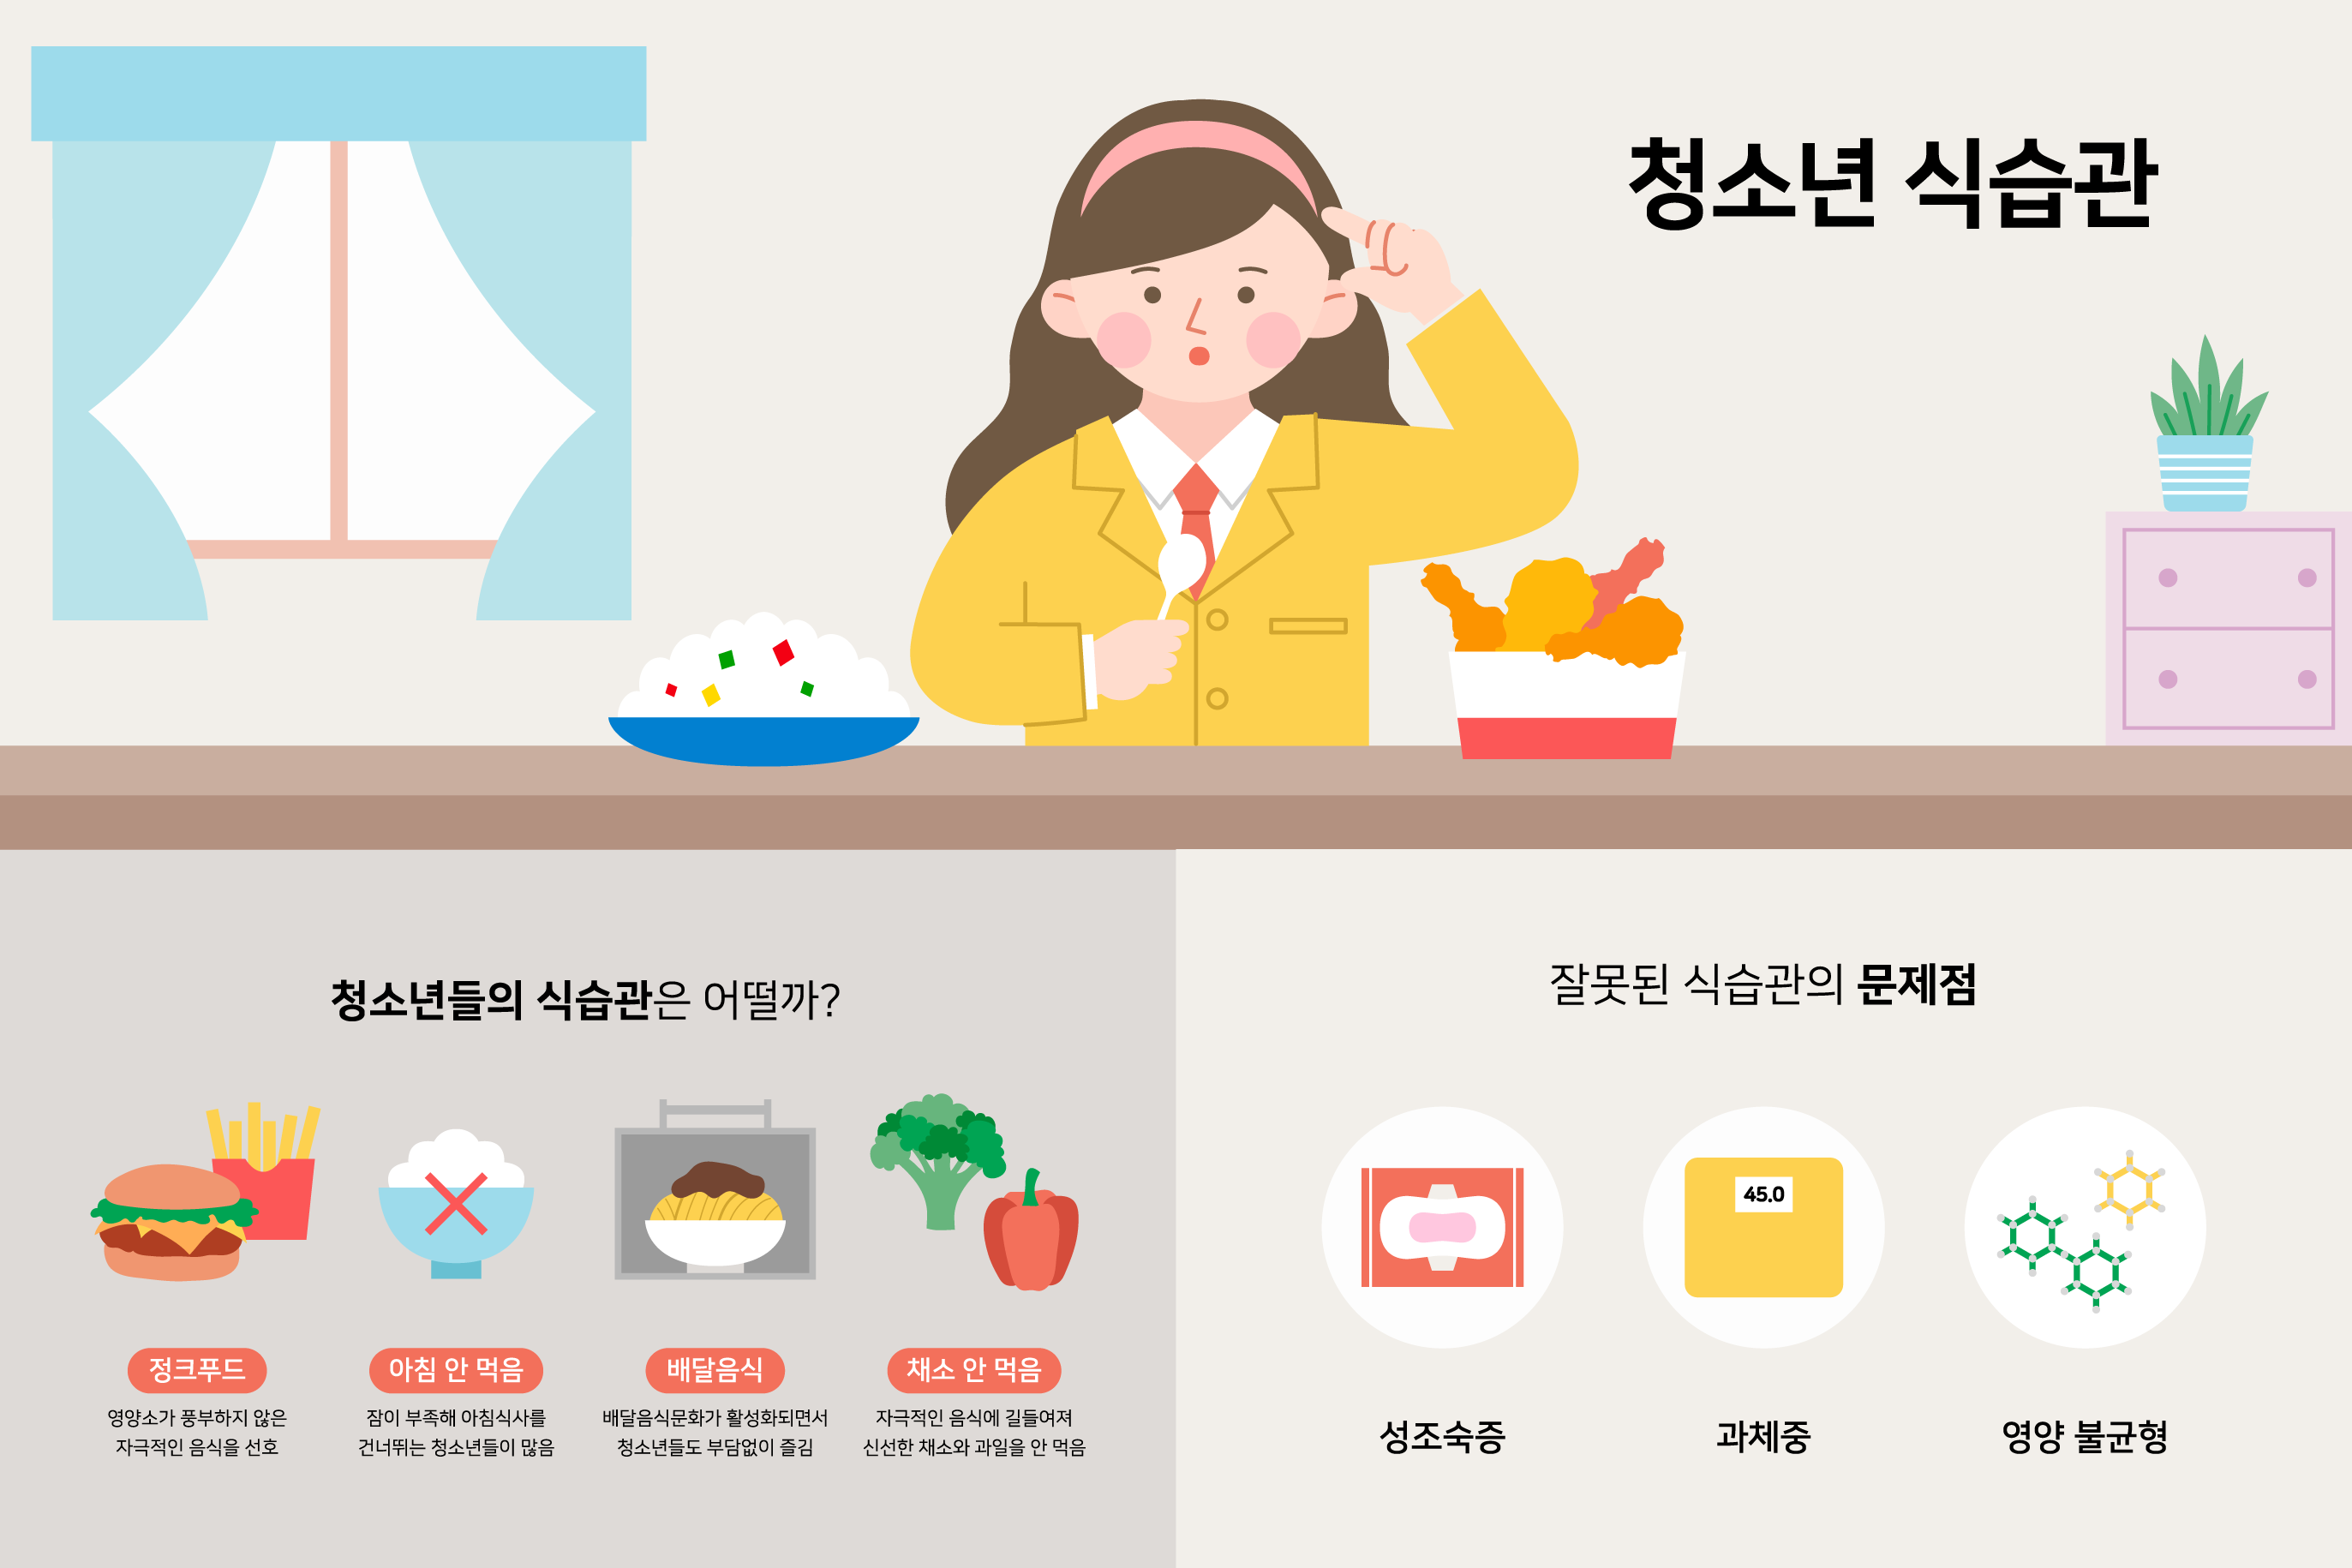 청소년 식습관
청소년들의 식습관은 어떨까?
정크푸드
영양소가 풍부하지 않은
자극적인 음식을 선호
아침 안 먹음
잠이 부족해 아침식사를
건너뛰는 청소년들이 많음
배달음식
배달음식문화가 활성화되면서
청소년들도 부담없이 즐김
채소 안 먹음
자극적인 음식에 길들여져
신선한 채소와 과일을 안 먹음
잘못된 식습관의 문제점
성조숙증
45.0
과체중
영양 불균형